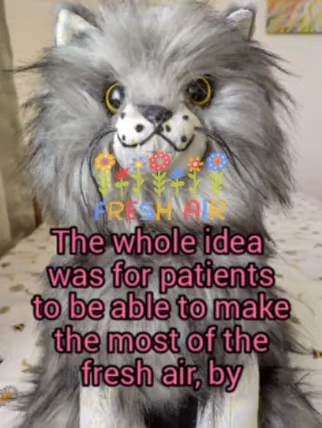 FRESH AIR
The whole idea
was for patients
to be able to make
the most of the
fresh air, by